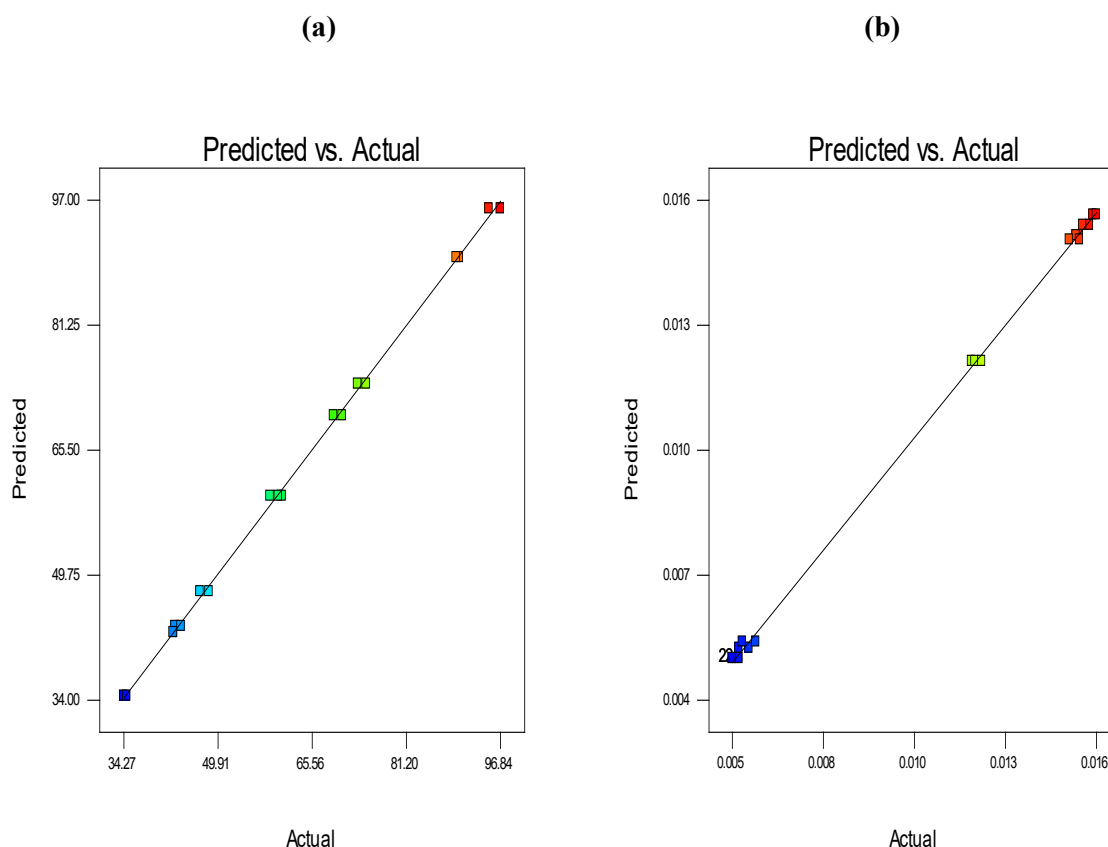 (a)
Predicted vs. Actual
97.00
81.25
65.50
49.75
34.00
Predicted
34.27 49.91 65.56 81.20 96.84
Actual
(b)
Predicted vs. Actual
0.016
0.013
0.010
0.007
0.004
Predicted
0.005 0.008 0.010 0.013 0.016
Actual